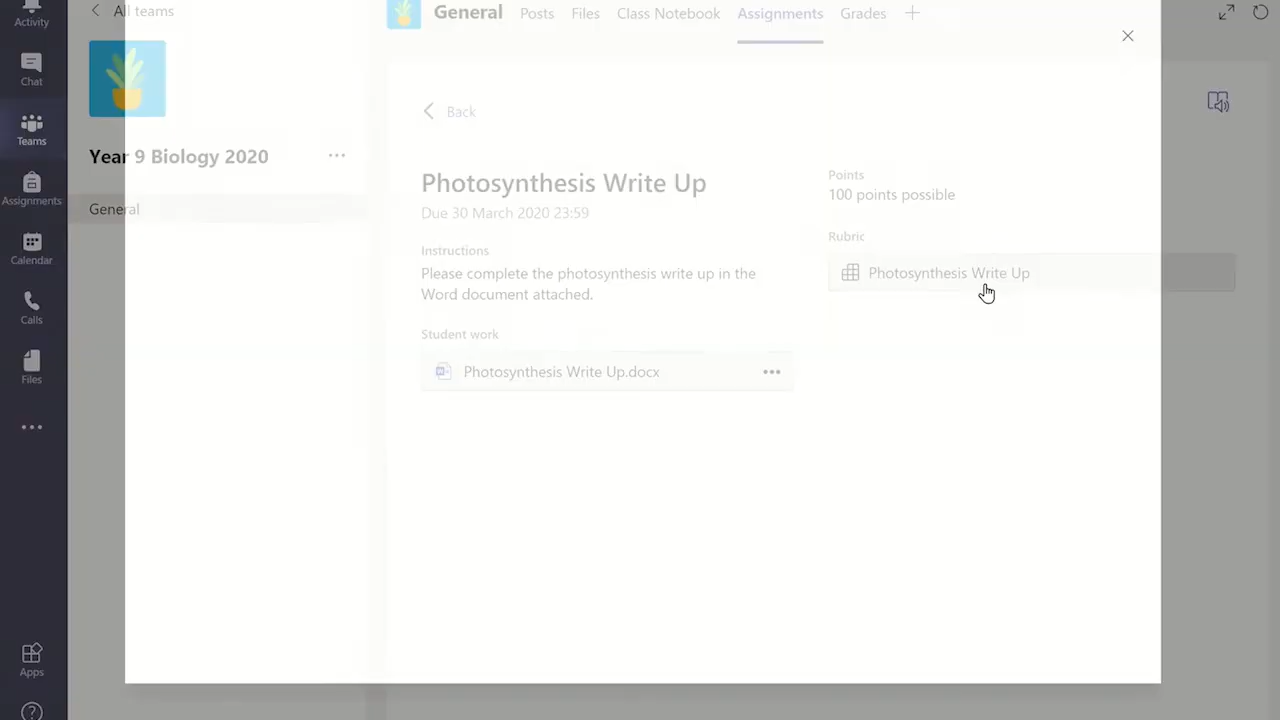 Activity
Chat
Teams
Assignments
Calendar
Calls
Files
Apps
All teams
Year 9 Biology 2020
General
General Posts Files Class Notebook Assignments Grades
Back
Photosynthesis Write Up
Due 30 March 2020 23:59
Instructions
Please complete the photosynthesis write up in the
Word document attached.
Student work
Photosynthesis Write Up.docx
Points
100 points possible
Rubric
Photosynthesis Write Up